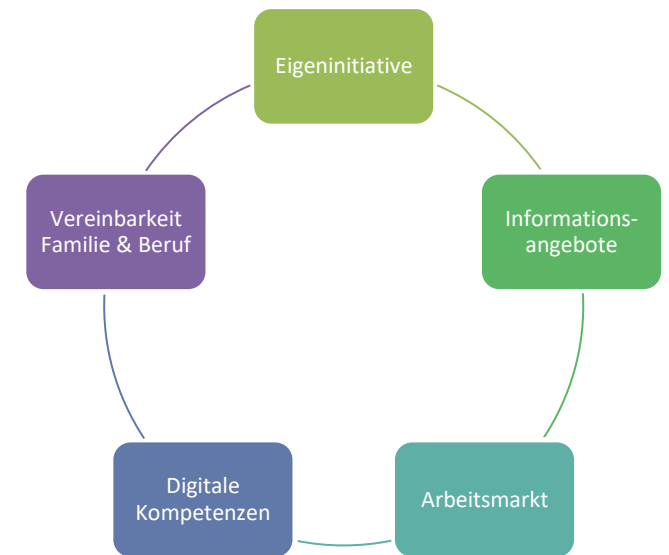 Eigeninitiative
Informations-
angebote
Arbeitsmarkt
Digitale
Kompetenzen
Vereinbarkeit
Familie & Beruf